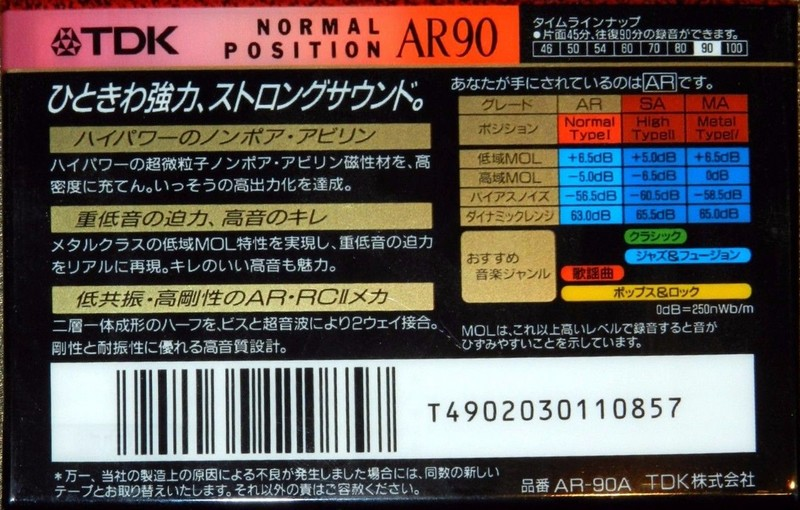 TDK NORMAL POSITION AR90
タイムラインナップ
●片面45分、往復90分の録音ができます。
46 50 54 60 70 80 90 100
ひときわ強力、ストロングサウンド。
ハイパワーのノンポア・アビリン
ハイパワーの超微粒子ノンポア・アビリン磁性材を、高
密度に充てん。いっそうの高出力化を達成。
重低音の迫力、高音のキレ
メタルクラスの低域MOL特性を実現し、重低音の迫力
をリアルに再現。キレのいい高音も魅力。
低共振・高剛性のAR・RCⅡメカ
二層一体成形のハーフを、ビスと超音波により2ウェイ接合。
剛性と耐振性に優れる高音質設計。
あなたが手にされているのはARです。
グレード AR SA MA
ポジション Normal TypeⅠ High TypeⅡ Metal TypeⅣ
低域MOL +6.5dB +5.0dB +6.5dB
高域MOL -5.0dB -6.5dB 0dB
バイアスノイズ -56.5dB -60.5dB -58.5dB
ダイナミックレンジ 63.0dB 65.5dB 65.0dB
おすすめ
音楽ジャンル
クラシック
ジャズ&フュージョン
歌謡曲
ポップス&ロック
0dB=250nWb/m
MOLは、これ以上高いレベルで録音すると音が
ひずみやすいことを示しています。
T4902030110857
*万一、当社の製造上の原因による不良が発生しました場合には、同数の新しい
テープとお取り替えいたします。それ以外の責はご容赦ください。
品番 AR-90A TDK株式会社